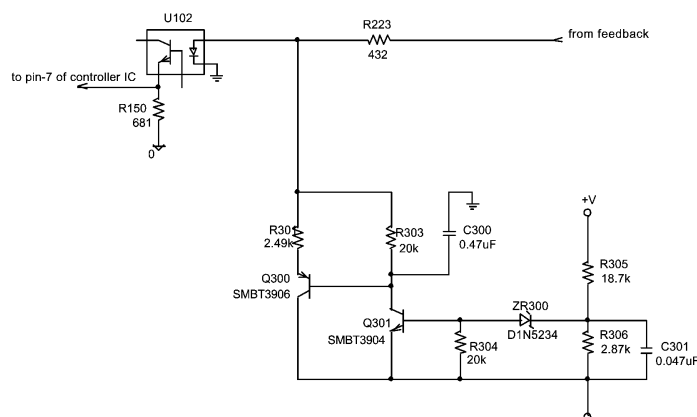 U102
R223
432
from feedback
to pin-7 of controller IC
R150
681
0
R301
2.49k
R303
20k
C300
0.47uF
+V
Q300
SMBT3906
R305
18.7k
ZR300
D1N5234
Q301
SMBT3904
R304
20k
R306
2.87k
C301
0.047uF